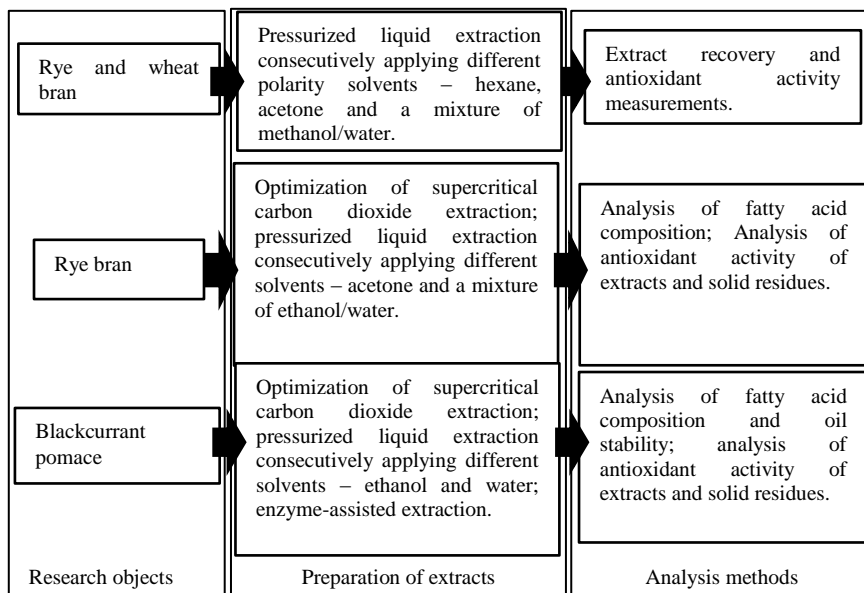 Rye and wheat
bran
Pressurized liquid extraction
consecutively applying different
polarity solvents – hexane,
acetone and a mixture of
methanol/water.
Extract recovery and
antioxidant activity
measurements.
Rye bran
Optimization of supercritical
carbon dioxide extraction;
pressurized liquid extraction
consecutively applying different
solvents – acetone and a mixture
of ethanol/water.
Analysis of fatty acid
composition; Analysis of
antioxidant activity of
extracts and solid residues.
Blackcurrant
pomace
Optimization of supercritical
carbon dioxide extraction;
pressurized liquid extraction
consecutively applying different
solvents – ethanol and water;
enzyme-assisted extraction.
Analysis of fatty acid
composition and oil
stability; analysis of
antioxidant activity of
extracts and solid residues.
Research objects
Preparation of extracts
Analysis methods